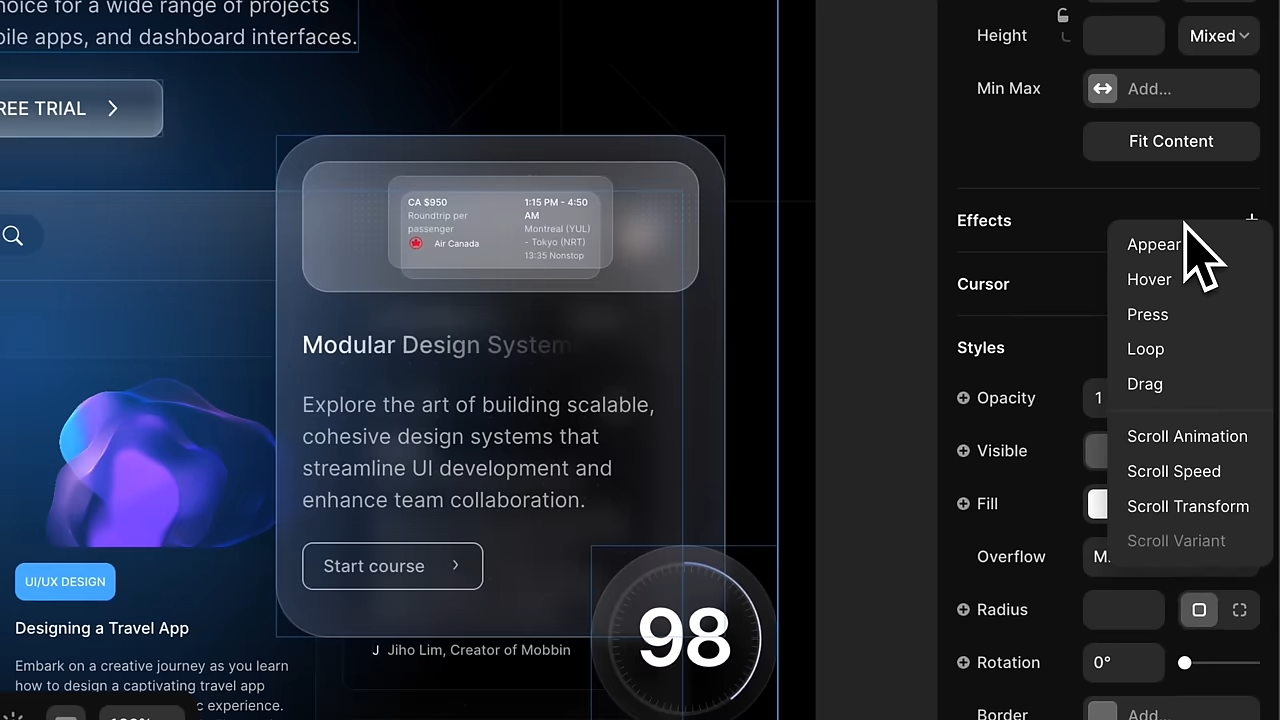 hoice for a wide range of projects
bile apps, and dashboard interfaces.
REE TRIAL
CA $950
Roundtrip per
passenger
Air Canada
1:15 PM - 4:50
AM
Montreal (YUL)
- Tokyo (NRT)
13:35 Nonstop
Modular Design System
Explore the art of building scalable,
cohesive design systems that
streamline UI development and
enhance team collaboration.
Start course
98
UI/UX DESIGN
Designing a Travel App
Embark on a creative journey as you learn
how to design a captivating travel app
c experience.
J Jiho Lim, Creator of Mobbin
Height
Mixed
Min Max
Add...
Fit Content
Effects
Cursor
Styles
Opacity
1
Visible
Fill
Overflow
Radius
Rotation
0°
Border
Add...
Appear
Hover
Press
Loop
Drag
Scroll Animation
Scroll Speed
Scroll Transform
Scroll Variant